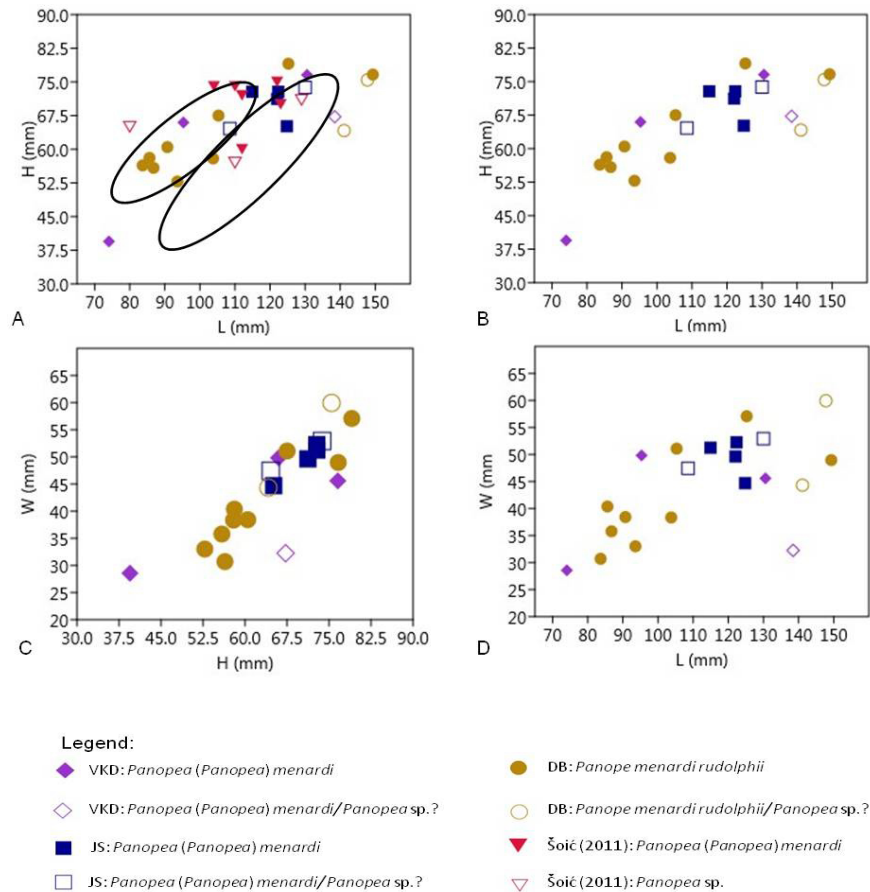 90.0
82.5
75.0
67.5
60.0
52.5
45.0
37.5
30.0
H (mm)
70 80 90 100 110 120 130 140 150
L (mm)
A
90.0
82.5
75.0
67.5
60.0
52.5
45.0
37.5
30.0
H (mm)
70 80 90 100 110 120 130 140 150
L (mm)
B
65
60
55
50
45
40
35
30
25
20
W (mm)
30.0 37.5 45.0 52.5 60.0 67.5 75.0 82.5 90.0
H (mm)
C
65
60
55
50
45
40
35
30
25
20
W (mm
70 80 90 100 110 120 130 140 150
L (mm)
D
Legend:
VKD: Panopea (Panopea) menardi
VKD: Panopea (Panopea) menardi/Panopea sp.?
JS: Panopea (Panopea) menardi
JS: Panopea (Panopea) menardi/Panopea sp.?
DB: Panope menardi rudolphii
DB: Panope menardi rudolphii/Panopea sp.?
Šoić (2011): Panopea (Panopea) menardi
Šoić (2011): Panopea sp.